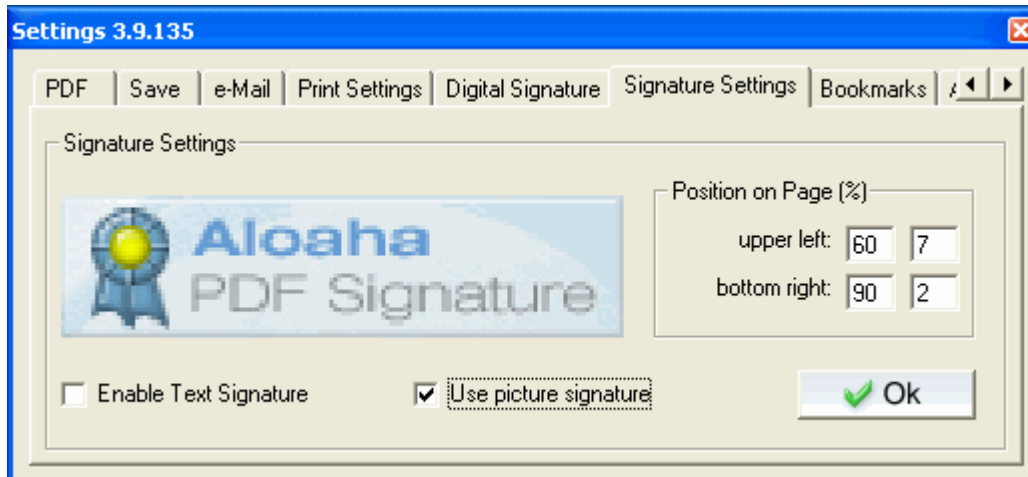 Settings 3.9.135
PDF Save e-Mail Print Settings Digital Signature Signature Settings Bookmarks
Signature Settings
Aloaha
PDF Signature
Position on Page (%)
upper left: 60 7
bottom right: 90 2
Enable Text Signature
Use picture signature
Ok